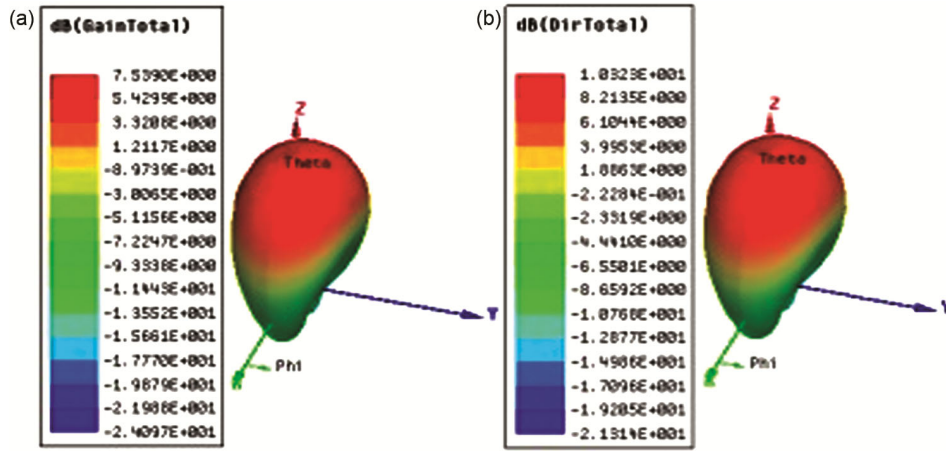 (a)
dB(GainTotal)
7.5390E+000
5.4299E+000
3.3208E+000
1.2117E+000
-8.9739E-001
-3.0065E+000
-5.1156E+000
-7.2247E+000
-9.3338E+000
-1.1443E+001
-1.3552E+001
-1.5661E+001
-1.7770E+001
-1.9879E+001
-2.1988E+001
-2.4097E+001
Z
Theta
Y
Phi
(b)
dB(DirTotal)
1.0323E+001
8.2135E+000
6.1044E+000
3.9953E+000
1.8863E+000
-2.2284E-001
-2.3319E+000
-4.4410E+000
-6.5501E+000
-8.6592E+000
-1.0768E+001
-1.2877E+001
-1.4986E+001
-1.7096E+001
-1.9205E+001
-2.1314E+001
Z
Theta
Y
Phi